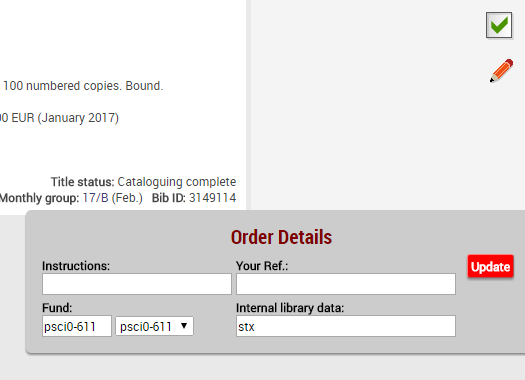 100 numbered copies. Bound.
00 EUR (January 2017)
Title status: Cataloguing complete
Monthly group: 17/B (Feb.) Bib ID: 3149114
Order Details
Instructions: Your Ref.:
Update
Fund: Internal library data:
psci0-611 psci0-611 stx